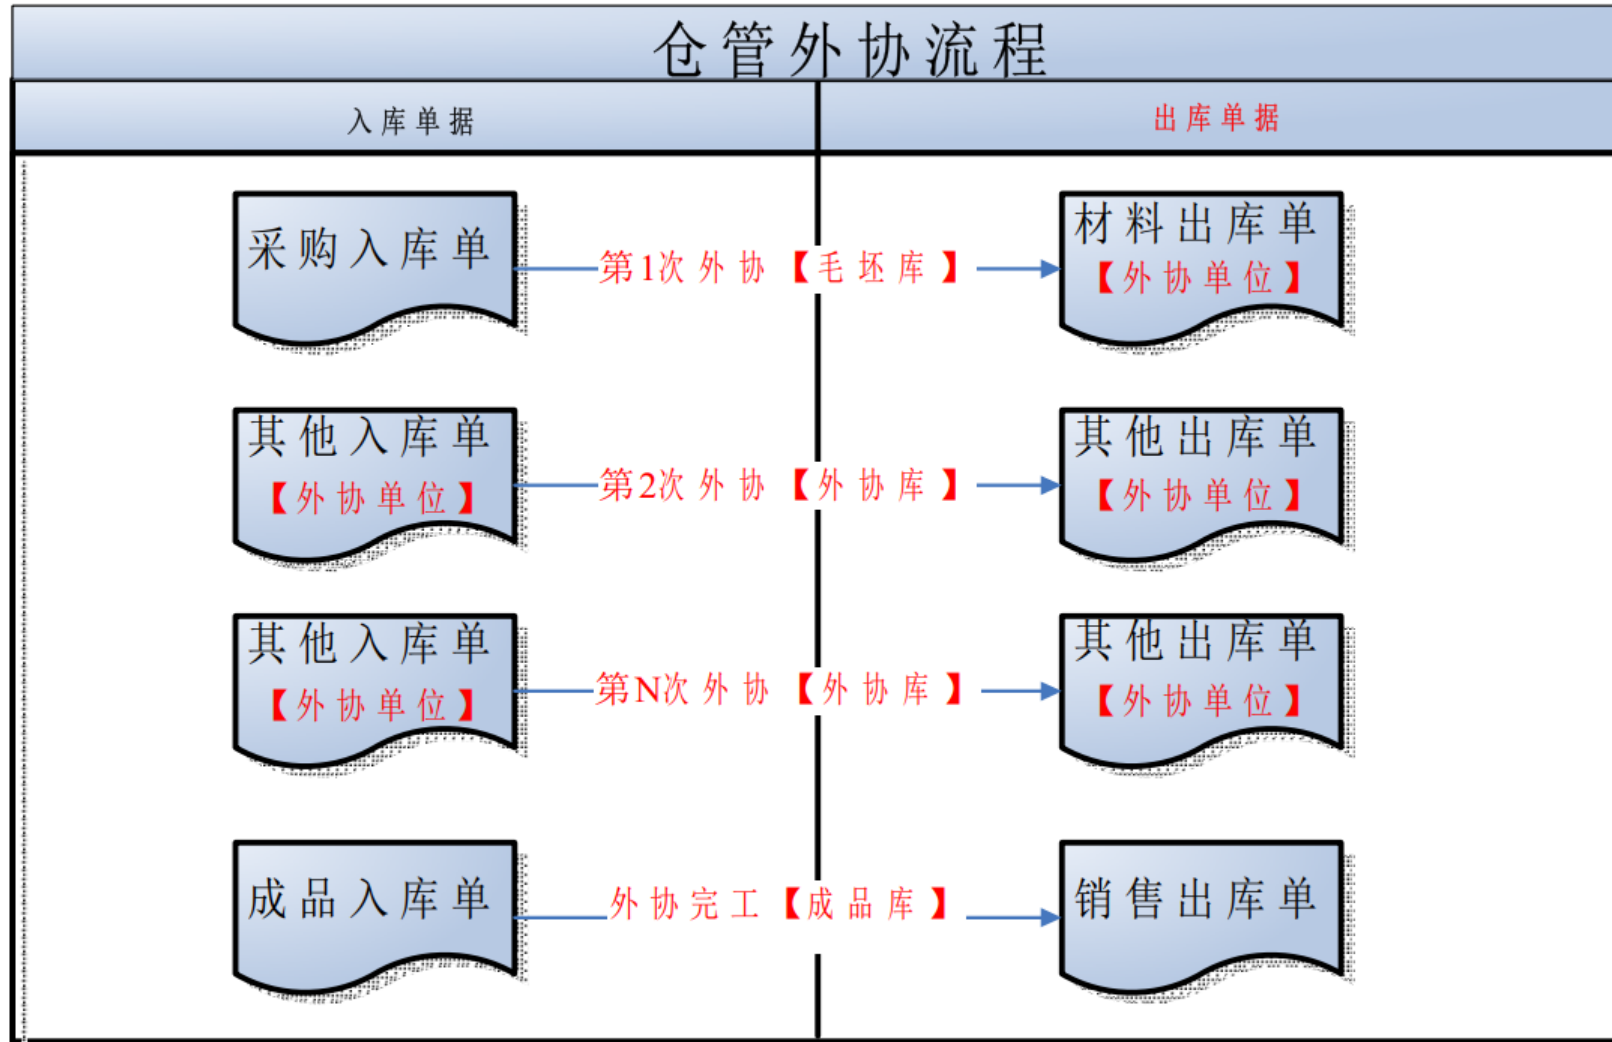 仓管外协流程
入库单据
出库单据
采购入库单
第1次外协【毛坯库】
材料出库单
【外协单位】
其他入库单
【外协单位】
第2次外协【外协库】
其他出库单
【外协单位】
其他入库单
【外协单位】
第N次外协【外协库】
其他出库单
【外协单位】
成品入库单
外协完工【成品库】
销售出库单